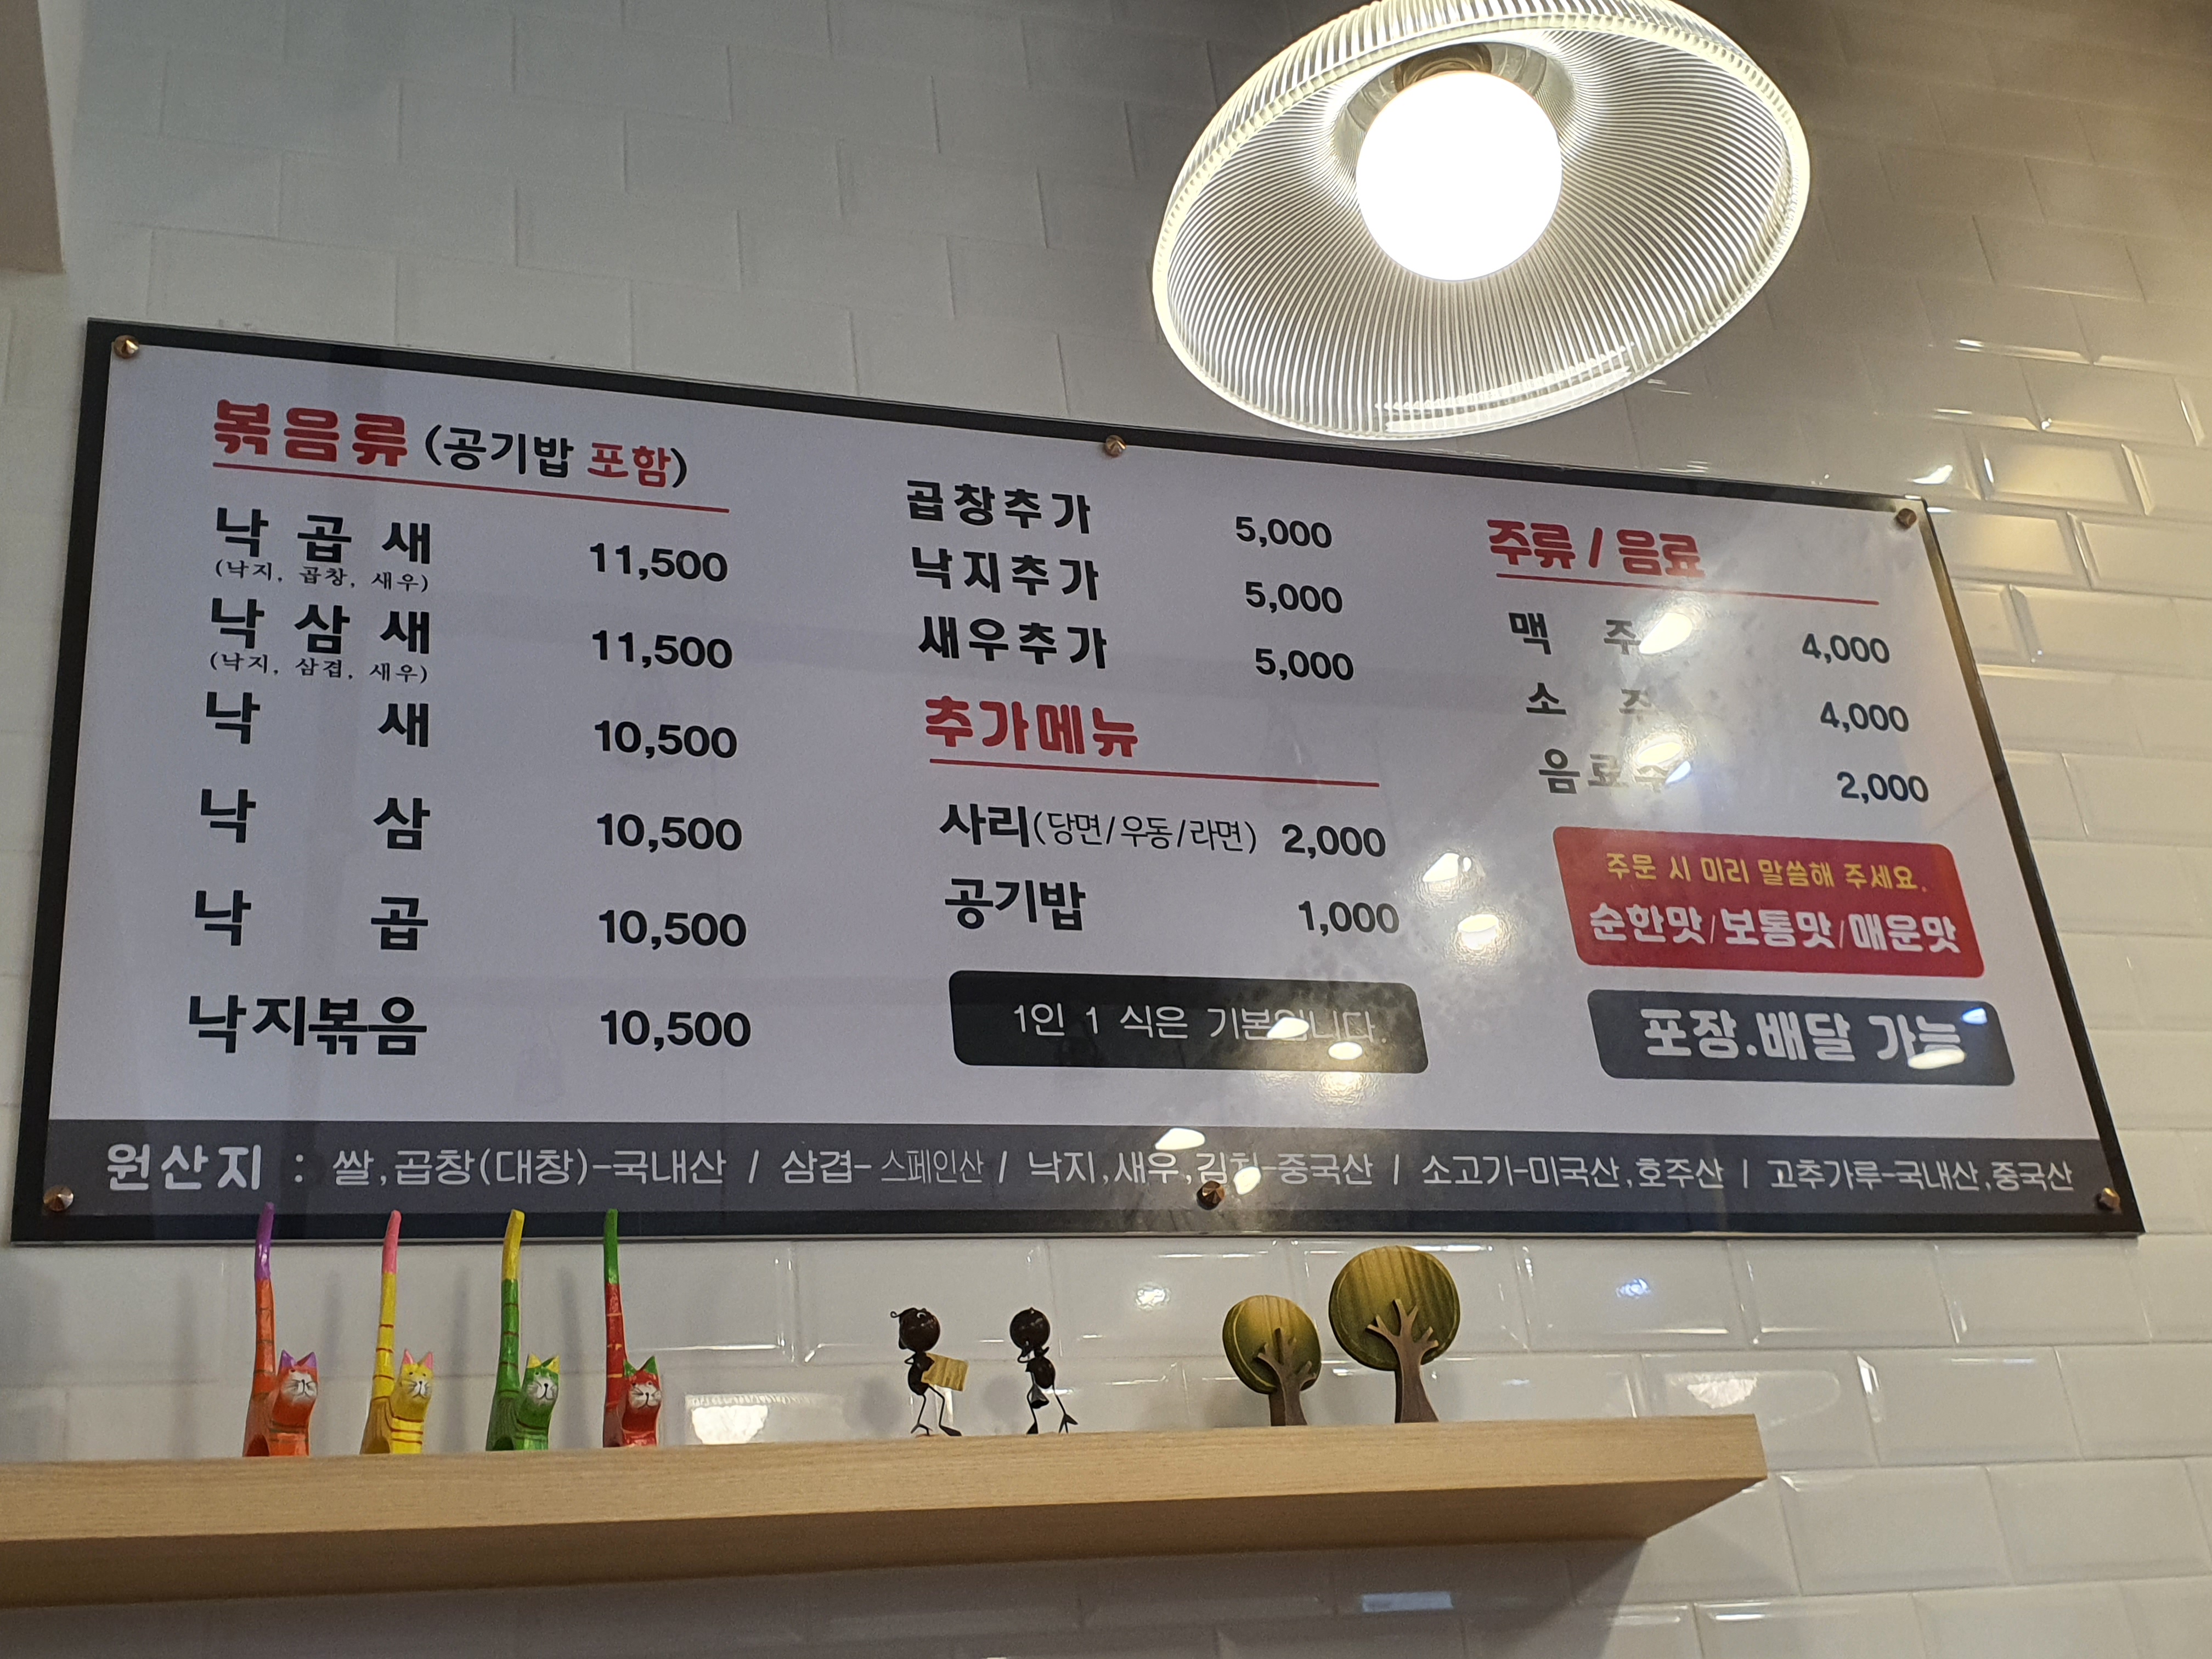 볶음류 (공기밥 포함)
낙 곱 새 11,500
(낙지, 곱창, 새우)
낙 삼 새 11,500
(낙지, 삼겹, 새우)
낙 새 10,500
낙 삼 10,500
낙 곱 10,500
낙지볶음 10,500
곱창추가 5,000
낙지추가 5,000
새우추가 5,000
추가메뉴
사리(당면/우동/라면) 2,000
공기밥 1,000
1인 1 식은 기본입니다.
주류 / 음료
맥 주 4,000
소 주 4,000
음료수 2,000
주문 시 미리 말씀해 주세요.
순한맛/보통맛/매운맛
포장.배달 가능
원산지 : 쌀,곱창(대창)-국내산 / 삼겹-스페인산 / 낙지,새우,김치-중국산 / 소고기-미국산,호주산 / 고추가루-국내산,중국산